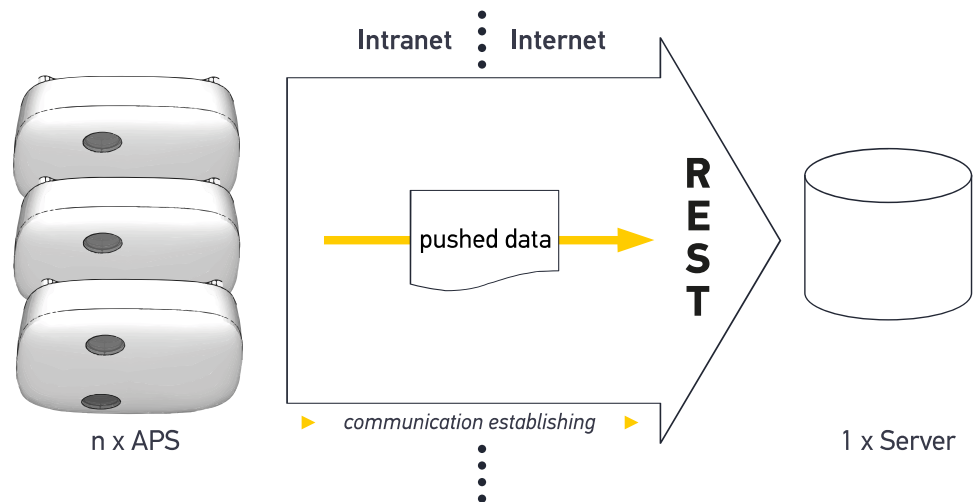 Intranet
Internet
pushed data
R
E
S
T
communication establishing
n x APS
1 x Server